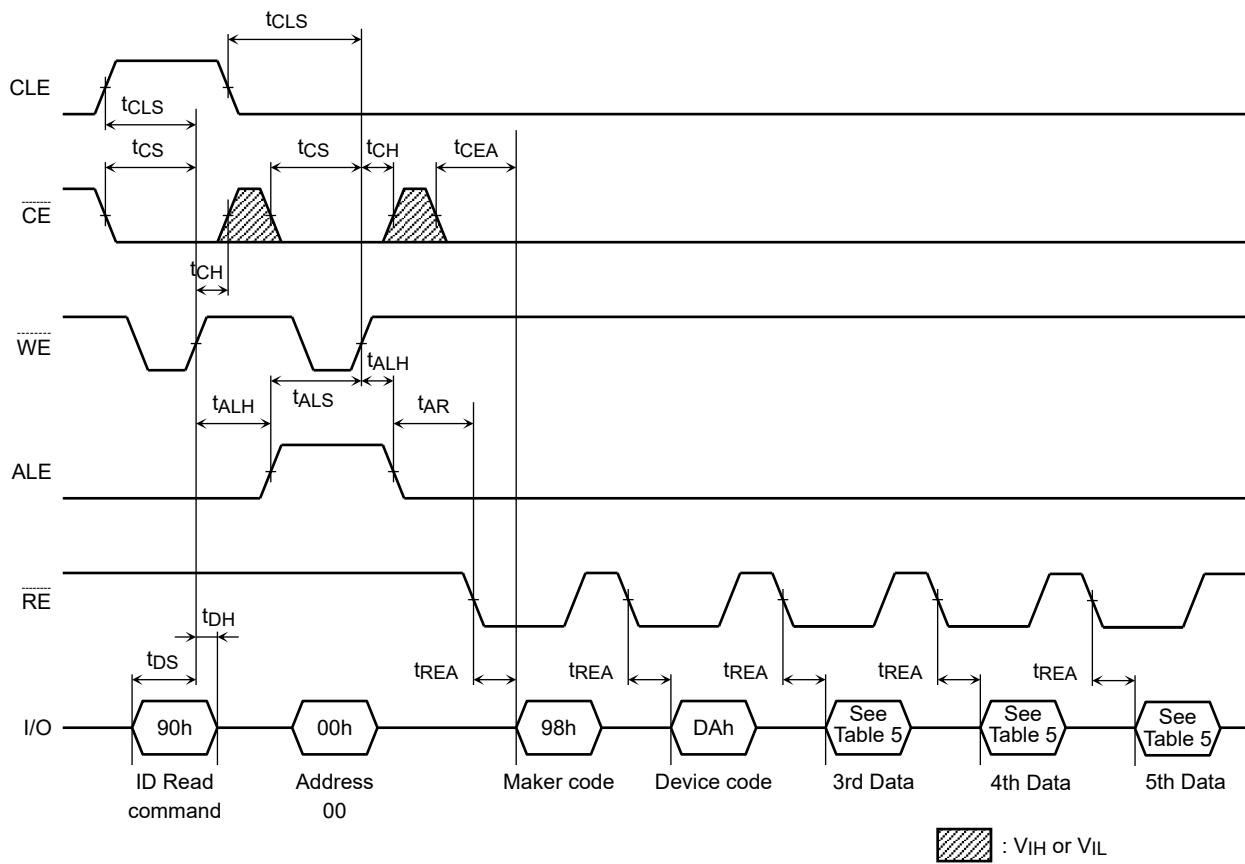 tCLS
CLE
tCLS
tCS tCS tCH tCEA
CE
tCH
WE
tALH
tALH tALS tAR
ALE
RE
tDH
tDS tREA tREA tREA tREA tREA
I/O 90h 00h 98h DAh See Table 5 See Table 5 See Table 5
ID Read command
Address 00
Maker code
Device code
3rd Data
4th Data
5th Data
: VIH or VIL